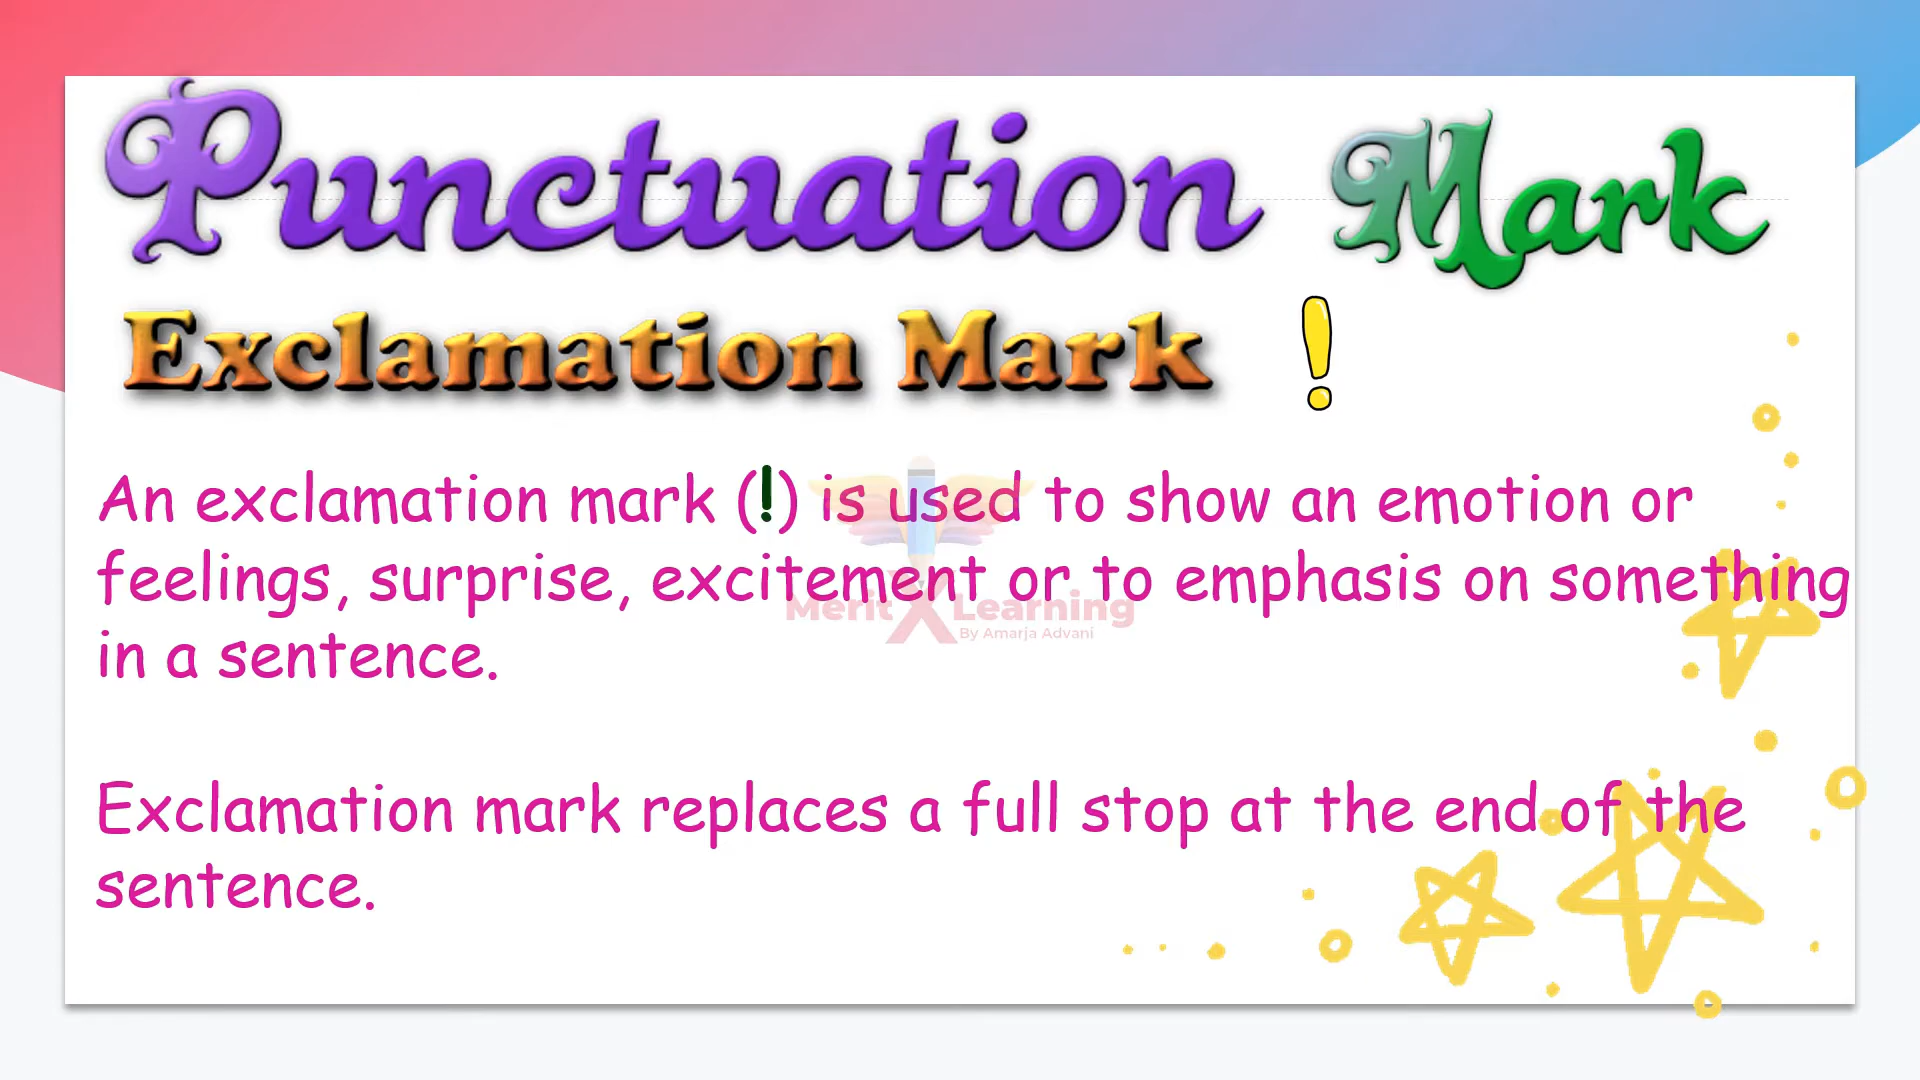 Punctuation Mark
Exclamation Mark !
An exclamation mark (!) is used to show an emotion or
feelings, surprise, excitement or to emphasis on something
Merit X Learning
By Amarja Advani
in a sentence.
Exclamation mark replaces a full stop at the end of the
sentence.